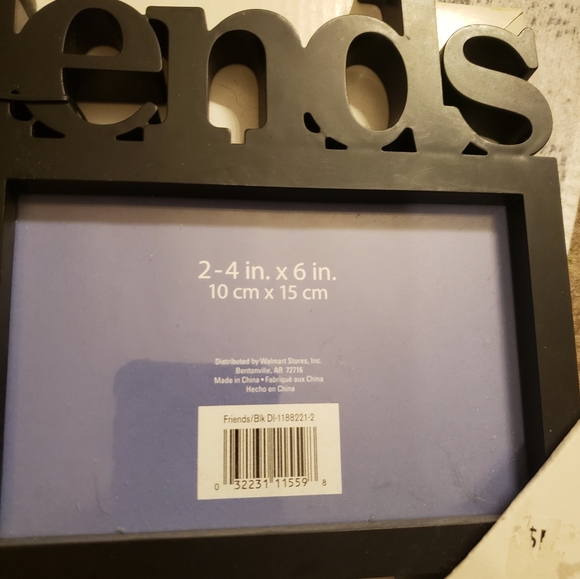 ends
2-4 in. x 6 in.
10 cm x 15 cm
Distributed by Walmart Stores, Inc.
Bentonville, AR 72716
Made in China • Fabriqué aux China
Hecho en China
Friends/Blk DI-1188221-2
0 32231 11559 8